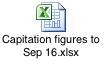 Capitation figures to
Sep 16.xlsx